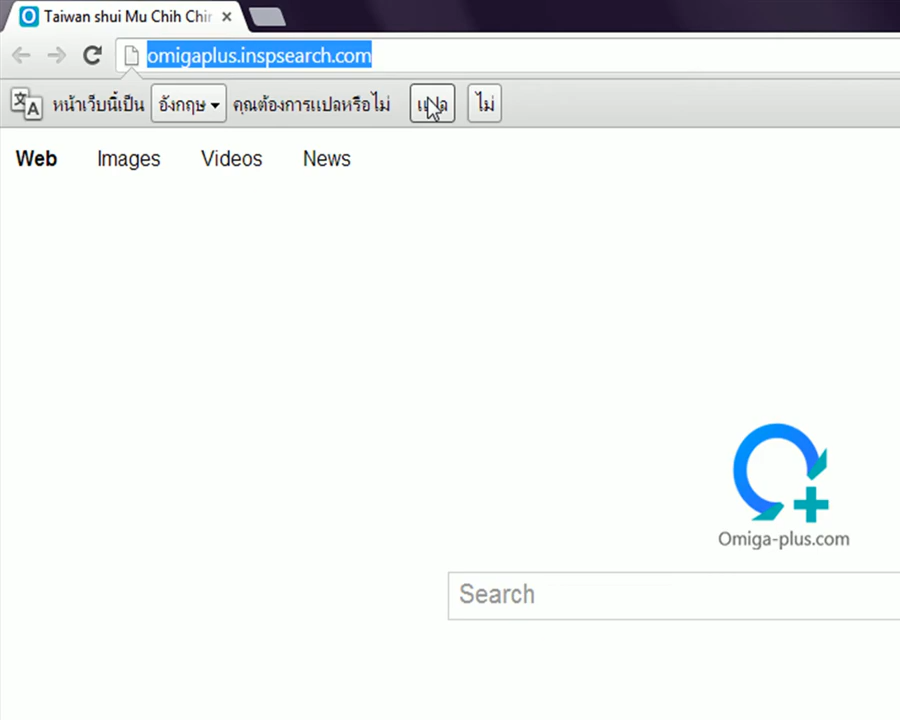 Taiwan shui Mu Chih Chin
omigaplus.inspsearch.com
หน้าเว็บนี้เป็น อังกฤษ คุณต้องการแปลหรือไม่ แปล ไม่
Web Images Videos News
Omiga-plus.com
Search